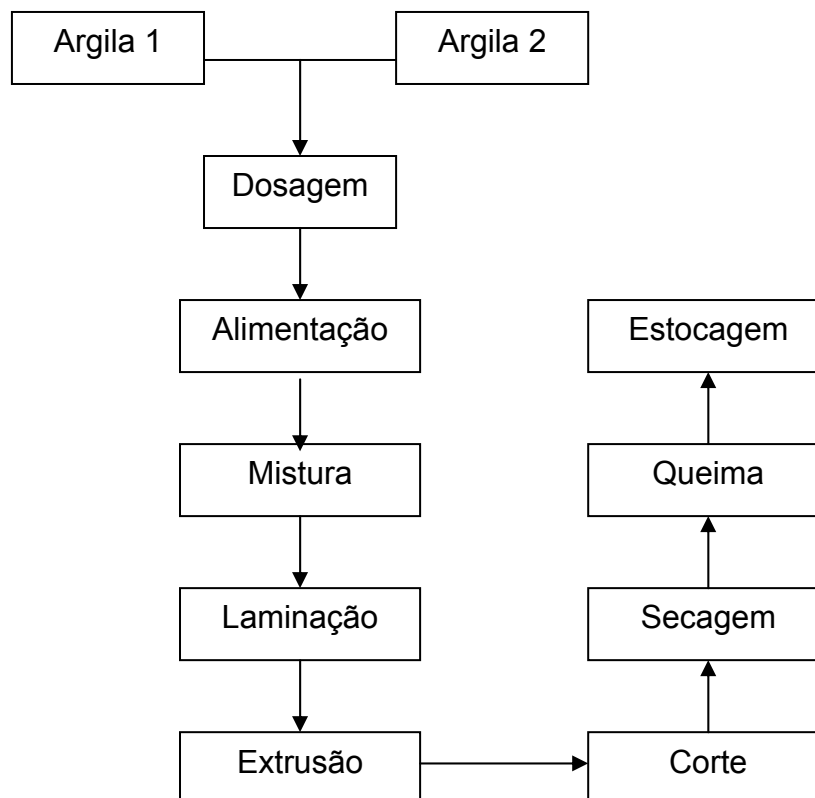 Argila 1
Argila 2
Dosagem
Alimentação
Mistura
Laminação
Extrusão
Corte
Secagem
Queima
Estocagem